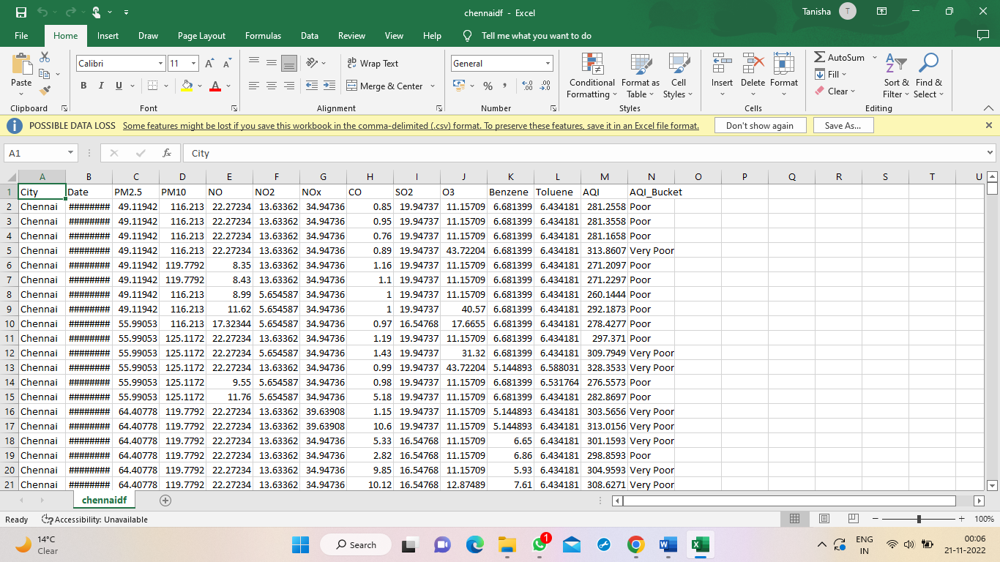 chennaidf - Excel
Tanisha T
File Home Insert Draw Page Layout Formulas Data Review View Help Tell me what you want to do
Paste
Calibri 11 A A
B I U A
ab Wrap Text
Merge & Center
General
% ,
Conditional Formatting
Format as Table
Cell Styles
Insert Delete Format
AutoSum
Fill
Clear
Sort & Filter
Find & Select
Clipboard Font Alignment Number Styles Cells Editing
POSSIBLE DATA LOSS Some features might be lost if you save this workbook in the comma-delimited (.csv) format. To preserve these features, save it in an Excel file format. Don't show again Save As...
A1 fx City
A B C D E F G H I J K L M N O P Q R S T U
1 City Date PM2.5 PM10 NO NO2 NOx CO SO2 O3 Benzene Toluene AQI AQI_Bucket
2 Chennai ######## 49.11942 116.213 22.27234 13.63362 34.94736 0.85 19.94737 11.15709 6.681399 6.434181 281.2558 Poor
3 Chennai ######## 49.11942 116.213 22.27234 13.63362 34.94736 0.95 19.94737 11.15709 6.681399 6.434181 281.3558 Poor
4 Chennai ######## 49.11942 116.213 22.27234 13.63362 34.94736 0.76 19.94737 11.15709 6.681399 6.434181 281.1658 Poor
5 Chennai ######## 49.11942 116.213 22.27234 13.63362 34.94736 0.89 19.94737 43.72204 6.681399 6.434181 313.8607 Very Poor
6 Chennai ######## 49.11942 119.7792 8.35 13.63362 34.94736 1.16 19.94737 11.15709 6.681399 6.434181 271.2097 Poor
7 Chennai ######## 49.11942 119.7792 8.43 13.63362 34.94736 1.1 19.94737 11.15709 6.681399 6.434181 271.2297 Poor
8 Chennai ######## 49.11942 116.213 8.99 5.654587 34.94736 1 19.94737 11.15709 6.681399 6.434181 260.1444 Poor
9 Chennai ######## 49.11942 116.213 11.62 5.654587 34.94736 1 19.94737 40.57 6.681399 6.434181 292.1873 Poor
10 Chennai ######## 55.99053 116.213 17.32344 5.654587 34.94736 0.97 16.54768 17.6655 6.681399 6.434181 278.4277 Poor
11 Chennai ######## 55.99053 125.1172 22.27234 13.63362 34.94736 1.19 19.94737 11.15709 6.681399 6.434181 297.371 Poor
12 Chennai ######## 55.99053 125.1172 22.27234 5.654587 34.94736 1.43 19.94737 31.32 6.681399 6.434181 309.7949 Very Poor
13 Chennai ######## 55.99053 125.1172 22.27234 13.63362 34.94736 0.99 19.94737 43.72204 5.144893 6.588031 328.3533 Very Poor
14 Chennai ######## 55.99053 125.1172 9.55 5.654587 34.94736 0.98 19.94737 11.15709 6.681399 6.531764 276.5573 Poor
15 Chennai ######## 55.99053 125.1172 11.76 5.654587 34.94736 5.18 19.94737 11.15709 6.681399 6.434181 282.8697 Poor
16 Chennai ######## 64.40778 119.7792 22.27234 13.63362 39.63908 1.15 19.94737 11.15709 5.144893 6.434181 303.5656 Very Poor
17 Chennai ######## 64.40778 119.7792 22.27234 13.63362 39.63908 10.6 19.94737 11.15709 5.144893 6.434181 313.0156 Very Poor
18 Chennai ######## 64.40778 119.7792 22.27234 13.63362 34.94736 5.33 16.54768 11.15709 6.65 6.434181 301.1593 Very Poor
19 Chennai ######## 64.40778 119.7792 22.27234 13.63362 34.94736 2.82 16.54768 11.15709 6.86 6.434181 298.8593 Poor
20 Chennai ######## 64.40778 119.7792 22.27234 13.63362 34.94736 9.85 16.54768 11.15709 5.93 6.434181 304.9593 Very Poor
21 Chennai ######## 64.40778 119.7792 22.27234 13.63362 34.94736 10.12 16.54768 12.87489 7.61 6.434181 308.6271 Very Poor
chennaidf
Ready Accessibility: Unavailable 100%
14°C
Clear
Search
1
ENG
IN
00:06
21-11-2022